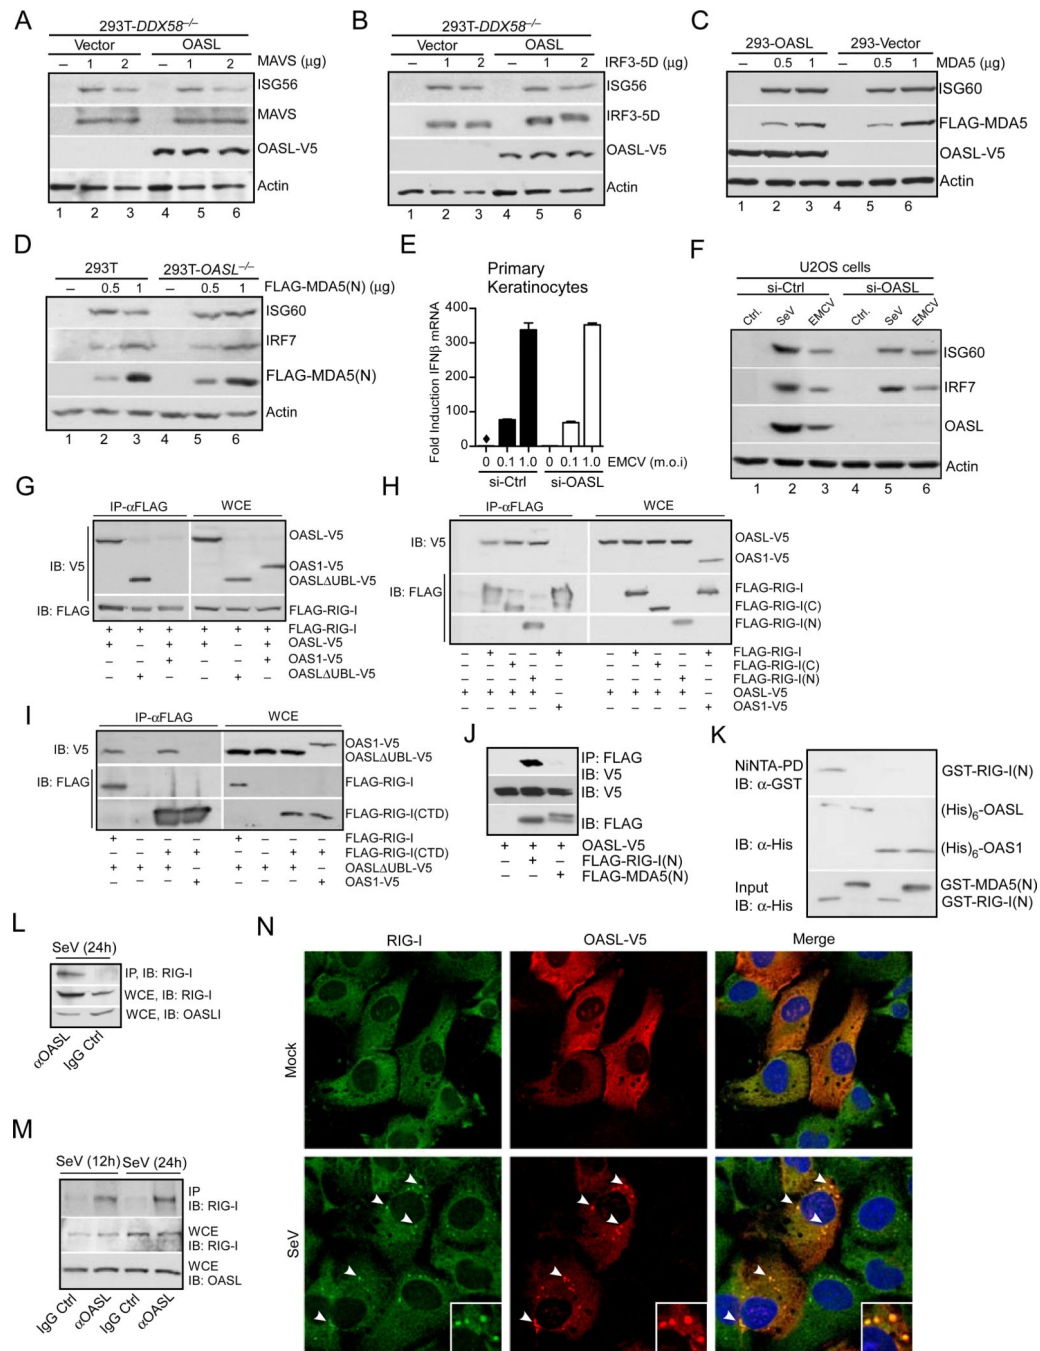 A
293T-DDX58–/–
Vector OASL
– 1 2 – 1 2 MAVS (µg)
ISG56
MAVS
OASL-V5
Actin
1 2 3 4 5 6
B
293T-DDX58–/–
Vector OASL
– 1 2 – 1 2 IRF3-5D (µg)
ISG56
IRF3-5D
OASL-V5
Actin
1 2 3 4 5 6
C
293-OASL 293-Vector
– 0.5 1 – 0.5 1 MDA5 (µg)
ISG60
FLAG-MDA5
OASL-V5
Actin
1 2 3 4 5 6
D
293T 293T-OASL–/–
– 0.5 1 – 0.5 1 FLAG-MDA5(N) (µg)
ISG60
IRF7
FLAG-MDA5(N)
Actin
1 2 3 4 5 6
E
Primary
Keratinocytes
Fold Induction IFNβ mRNA
400
300
200
100
0
0 0.1 1.0 0 0.1 1.0 EMCV (m.o.i)
si-Ctrl si-OASL
F
U2OS cells
si-Ctrl si-OASL
Ctrl. SeV EMCV Ctrl. SeV EMCV
ISG60
IRF7
OASL
Actin
1 2 3 4 5 6
G
IP-αFLAG WCE
IB: V5
OASL-V5
OAS1-V5
OASLΔUBL-V5
IB: FLAG FLAG-RIG-I
+ + + + + + FLAG-RIG-I
+ – + + – + OASL-V5
– – + – – + OAS1-V5
– + – – + – OASLΔUBL-V5
H
IP-αFLAG WCE
IB: V5 OASL-V5
OAS1-V5
IB: FLAG
FLAG-RIG-I
FLAG-RIG-I(C)
FLAG-RIG-I(N)
– + – – + – + – – + FLAG-RIG-I
– – + – – – – + – – FLAG-RIG-I(C)
– – – + – – – – + – FLAG-RIG-I(N)
+ + + + – + + + + – OASL-V5
– – – – + – – – – + OAS1-V5
I
IP-αFLAG WCE
IB: V5
OAS1-V5
OASLΔUBL-V5
IB: FLAG
FLAG-RIG-I
FLAG-RIG-I(CTD)
+ – – – + – – – FLAG-RIG-I
– – + + – – + + FLAG-RIG-I(CTD)
+ + + – + + + – OASLΔUBL-V5
– – – + – – – + OAS1-V5
J
IP: FLAG
IB: V5
IB: V5
IB: FLAG
+ + + OASL-V5
– + – FLAG-RIG-I(N)
– – + FLAG-MDA5(N)
K
NiNTA-PD
IB: α-GST
GST-RIG-I(N)
(His)6-OASL
IB: α-His
(His)6-OAS1
Input
IB: α-His
GST-MDA5(N)
GST-RIG-I(N)
L
SeV (24h)
IP, IB: RIG-I
WCE, IB: RIG-I
WCE, IB: OASLI
αOASL IgG Ctrl
M
SeV (12h) SeV (24h)
IP
IB: RIG-I
WCE
IB: RIG-I
WCE
IB: OASL
IgG Ctrl αOASL IgG Ctrl αOASL
N
RIG-I OASL-V5 Merge
Mock
SeV